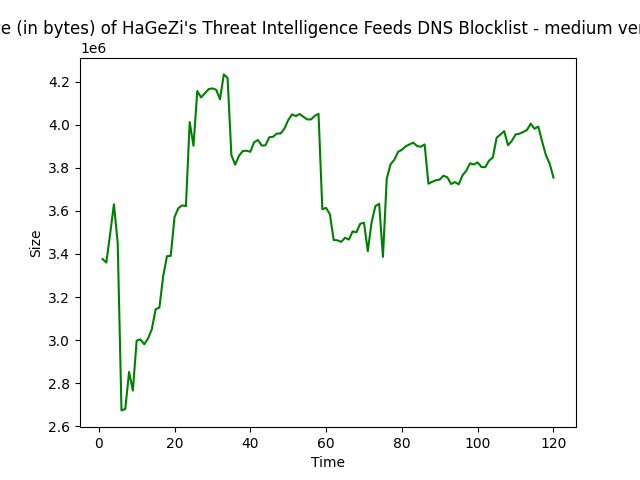 (in bytes) of HaGeZi's Threat Intelligence Feeds DNS Blocklist - medium
1e6
4.2
4.0
3.8
3.6
3.4
3.2
3.0
2.8
2.6
Size
0 20 40 60 80 100 120
Time